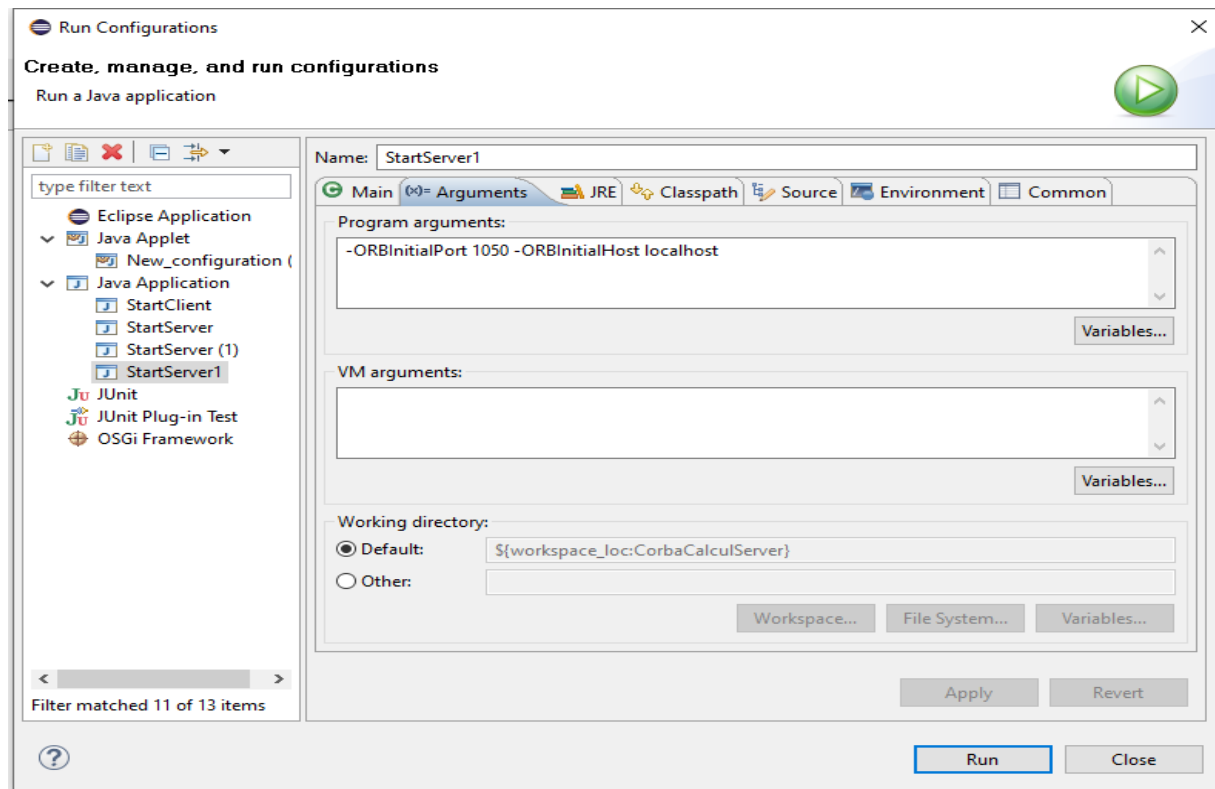 Run Configurations
Create, manage, and run configurations
Run a Java application
type filter text
Eclipse Application
Java Applet
New_configuration (
Java Application
StartClient
StartServer
StartServer (1)
StartServer1
JUnit
JUnit Plug-in Test
OSGi Framework
Filter matched 11 of 13 items
Name: StartServer1
Main (x)= Arguments JRE Classpath Source Environment Common
Program arguments:
-ORBInitialPort 1050 -ORBInitialHost localhost
Variables...
VM arguments:
Variables...
Working directory:
Default: ${workspace_loc:CorbaCalculServer}
Other:
Workspace... File System... Variables...
Apply Revert
Run Close